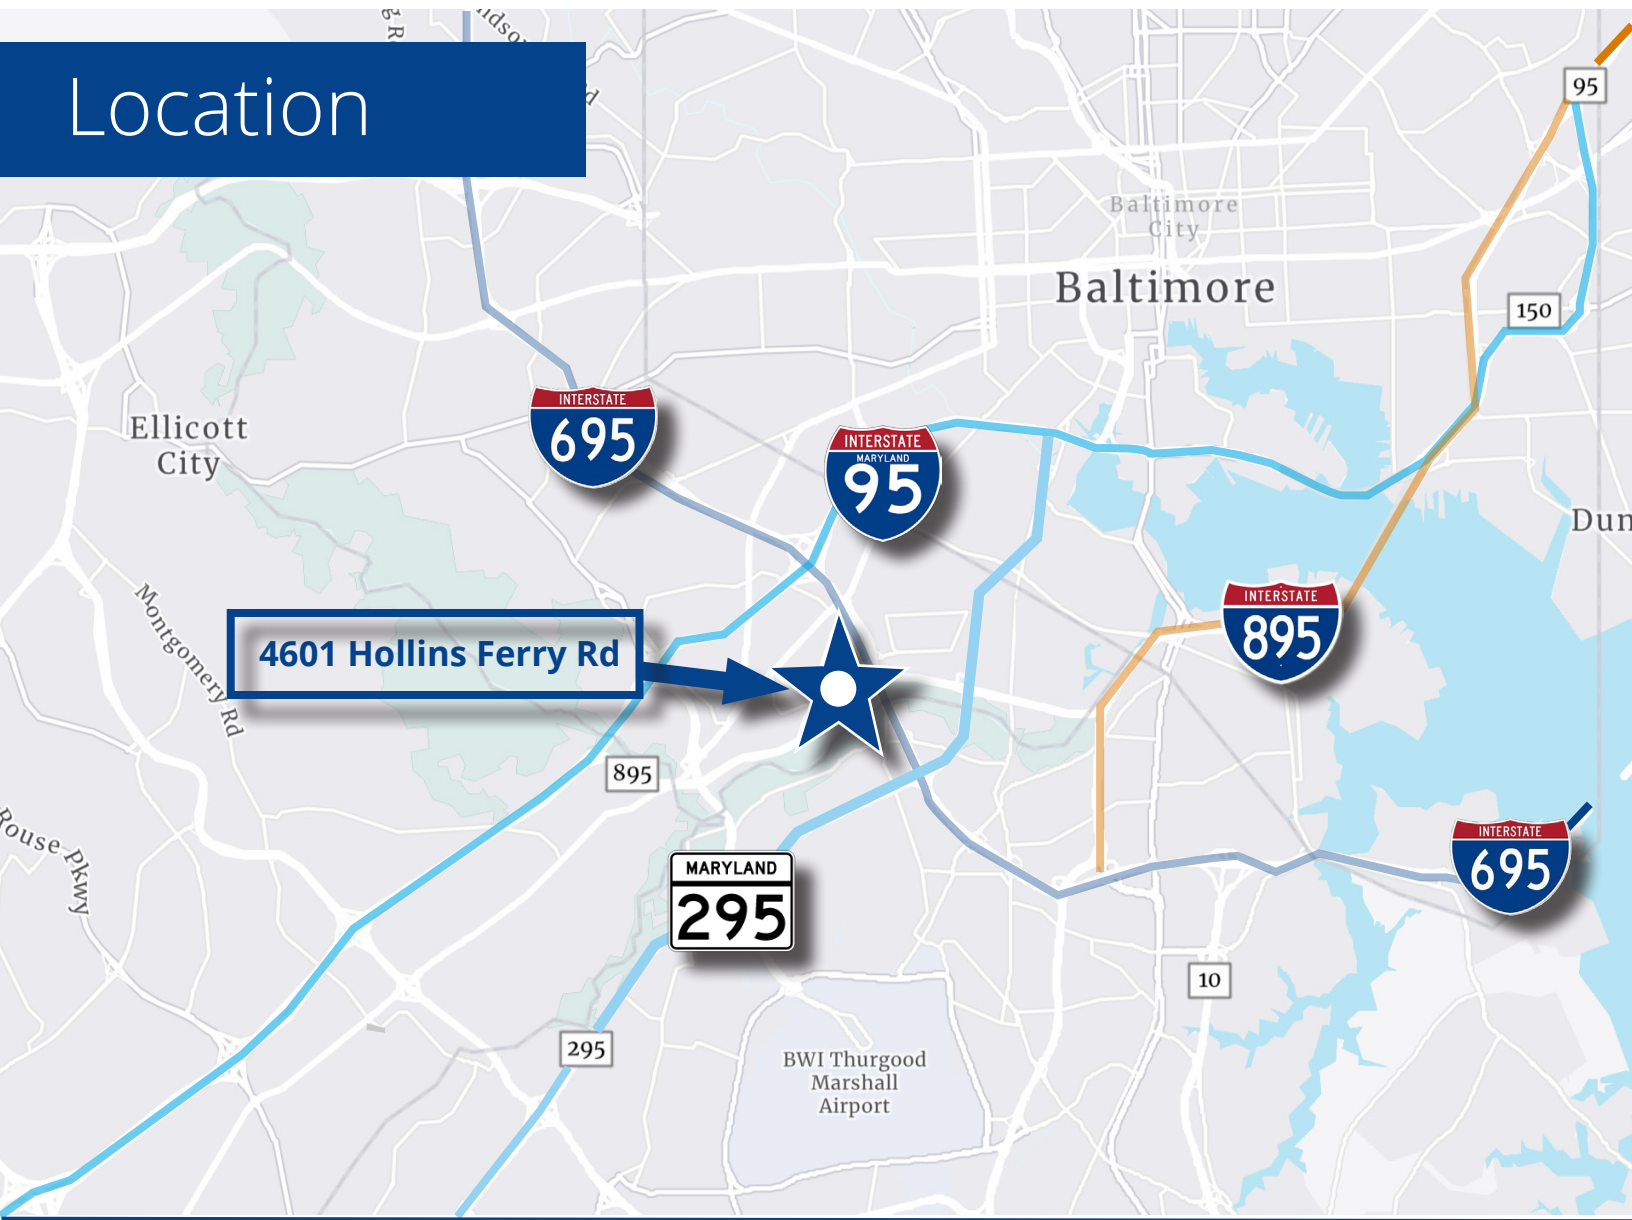 Location
95
Baltimore
City
Baltimore
150
INTERSTATE
695
Ellicott
City
INTERSTATE
MARYLAND
95
Dun
INTERSTATE
895
4601 Hollins Ferry Rd
Montgomery Rd
895
Rouse Pkwy
MARYLAND
295
INTERSTATE
695
10
295
BWI Thurgood
Marshall
Airport